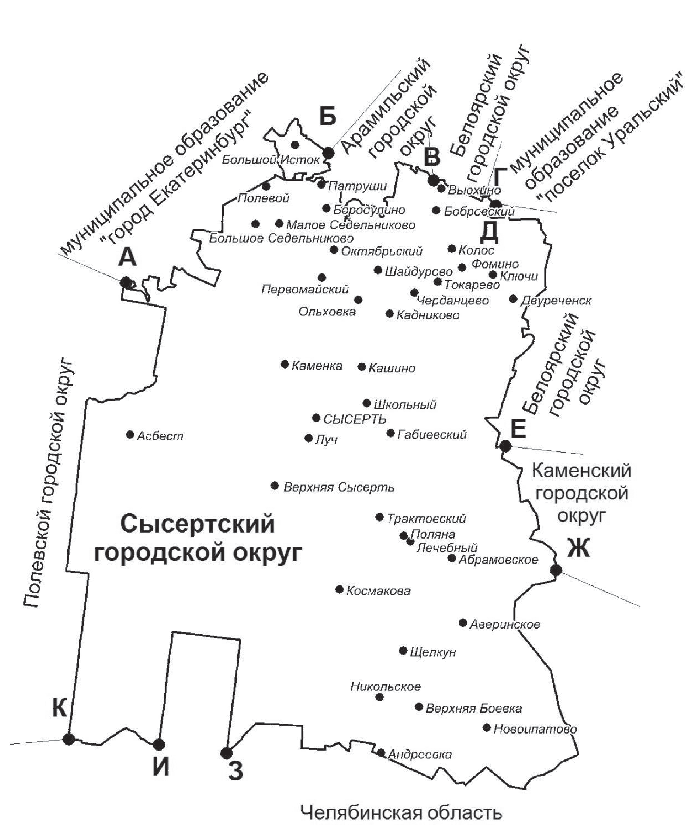 муниципальное образование
"город Екатеринбург"
Арамильский
городской
округ
Белоярский
городской округ
муниципальное
образование
"поселок Уральский"
А
Б
В
Г
Д
Большой Исток
Полевой
Патруши
Выюхино
Бородулино
Бобровский
Малое Седельниково
Большое Седельниково
Октябрьский
Колос
Шайдурово
Фомино
Ключи
Первомайский
Токарево
Ольховка
Черданцево
Двуреченск
Кадниково
Белоярский
городской
округ
Каменка
Кашино
Школьный
СЫСЕРТЬ
Асбест
Луч
Габиевский
Е
Полевской городской округ
Каменский
городской
округ
Верхняя Сысерть
Сысертский
городской округ
Трактовский
Поляна
Лечебный
Абрамовское
Ж
Космакова
Аверинское
Щелкун
Никольское
Верхняя Боевка
Новоипатово
Андреевка
К
И
З
Челябинская область